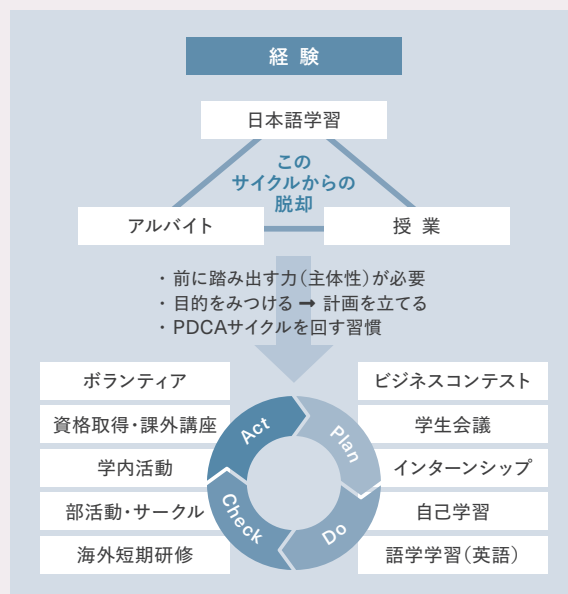 経 験
日本語学習
この
サイクルからの
脱却
アルバイト
授 業
・ 前に踏み出す力(主体性)が必要
・ 目的をみつける ➡ 計画を立てる
・ PDCAサイクルを回す習慣
ボランティア
資格取得・課外講座
学内活動
部活動・サークル
海外短期研修
Act
Plan
Check
Do
ビジネスコンテスト
学生会議
インターンシップ
自己学習
語学学習(英語)